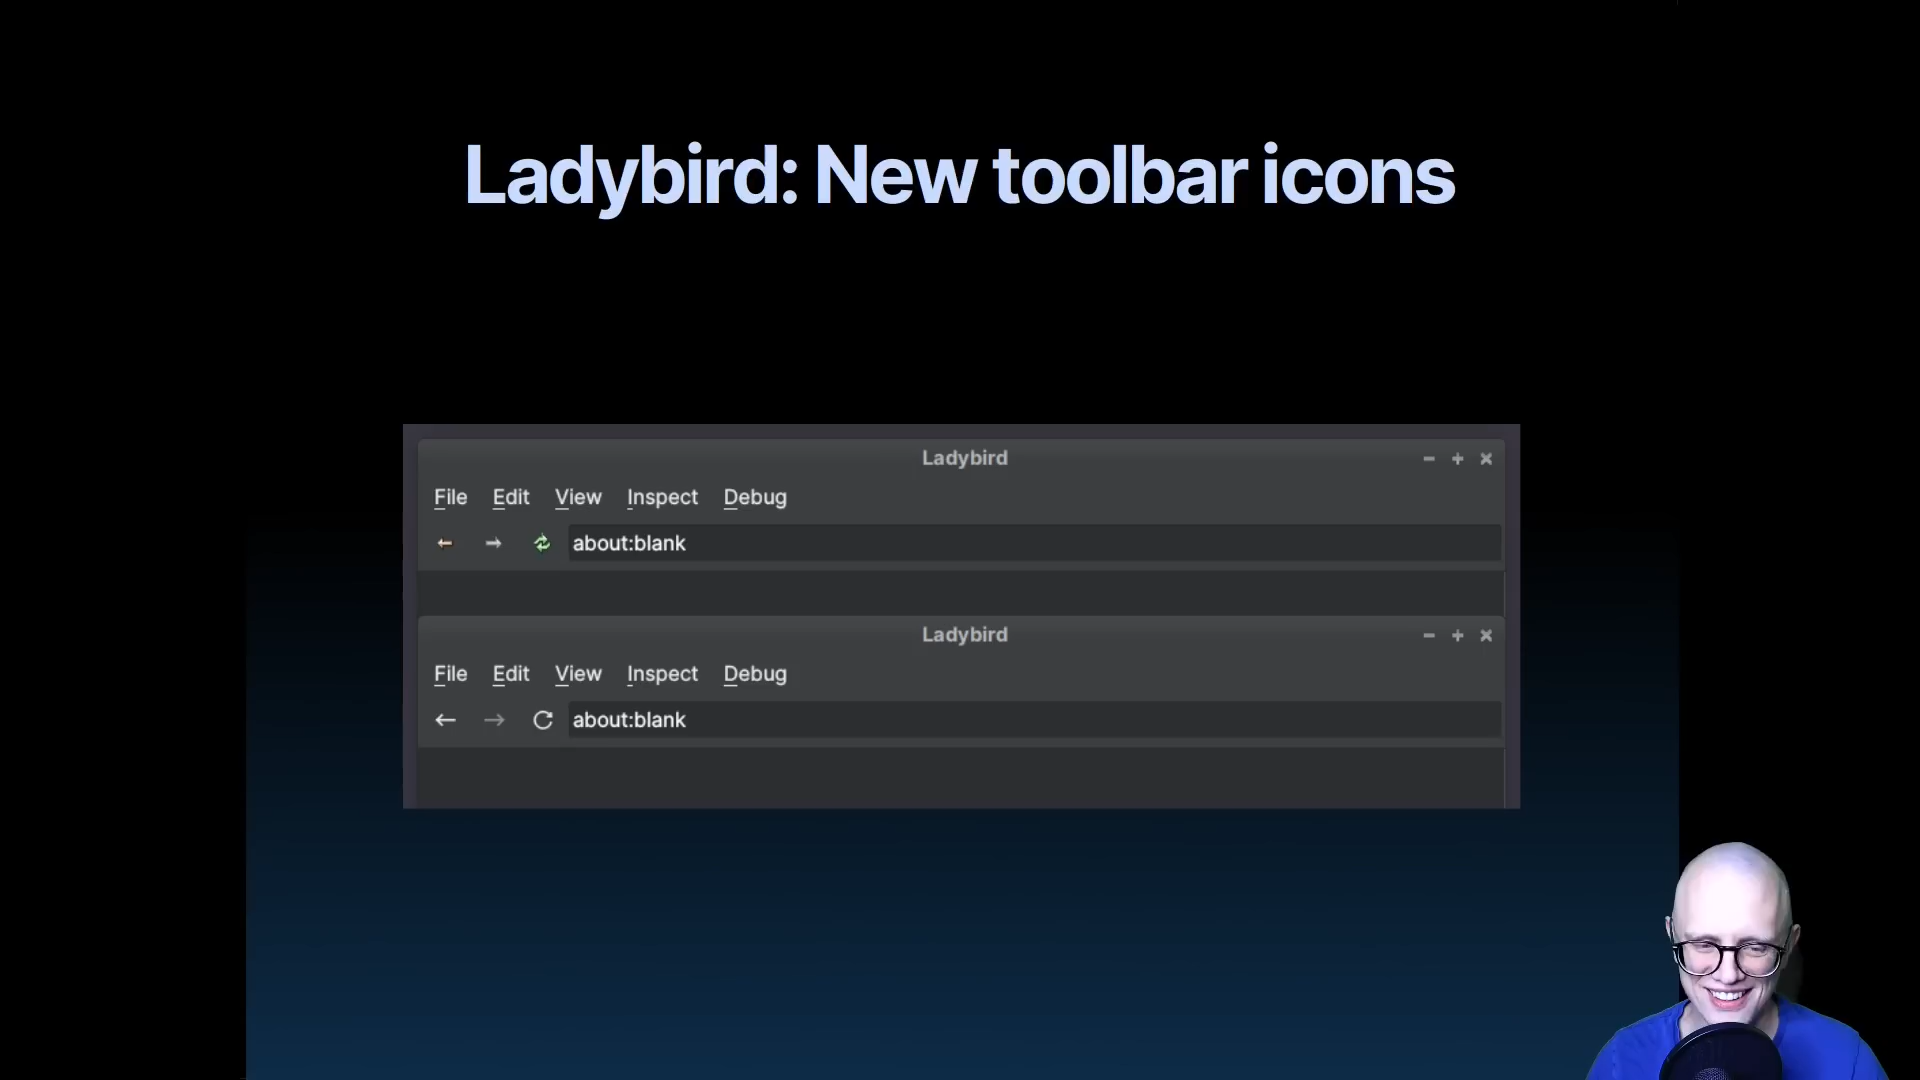 Ladybird: New toolbar icons
Ladybird
File Edit View Inspect Debug
about:blank
Ladybird
File Edit View Inspect Debug
about:blank